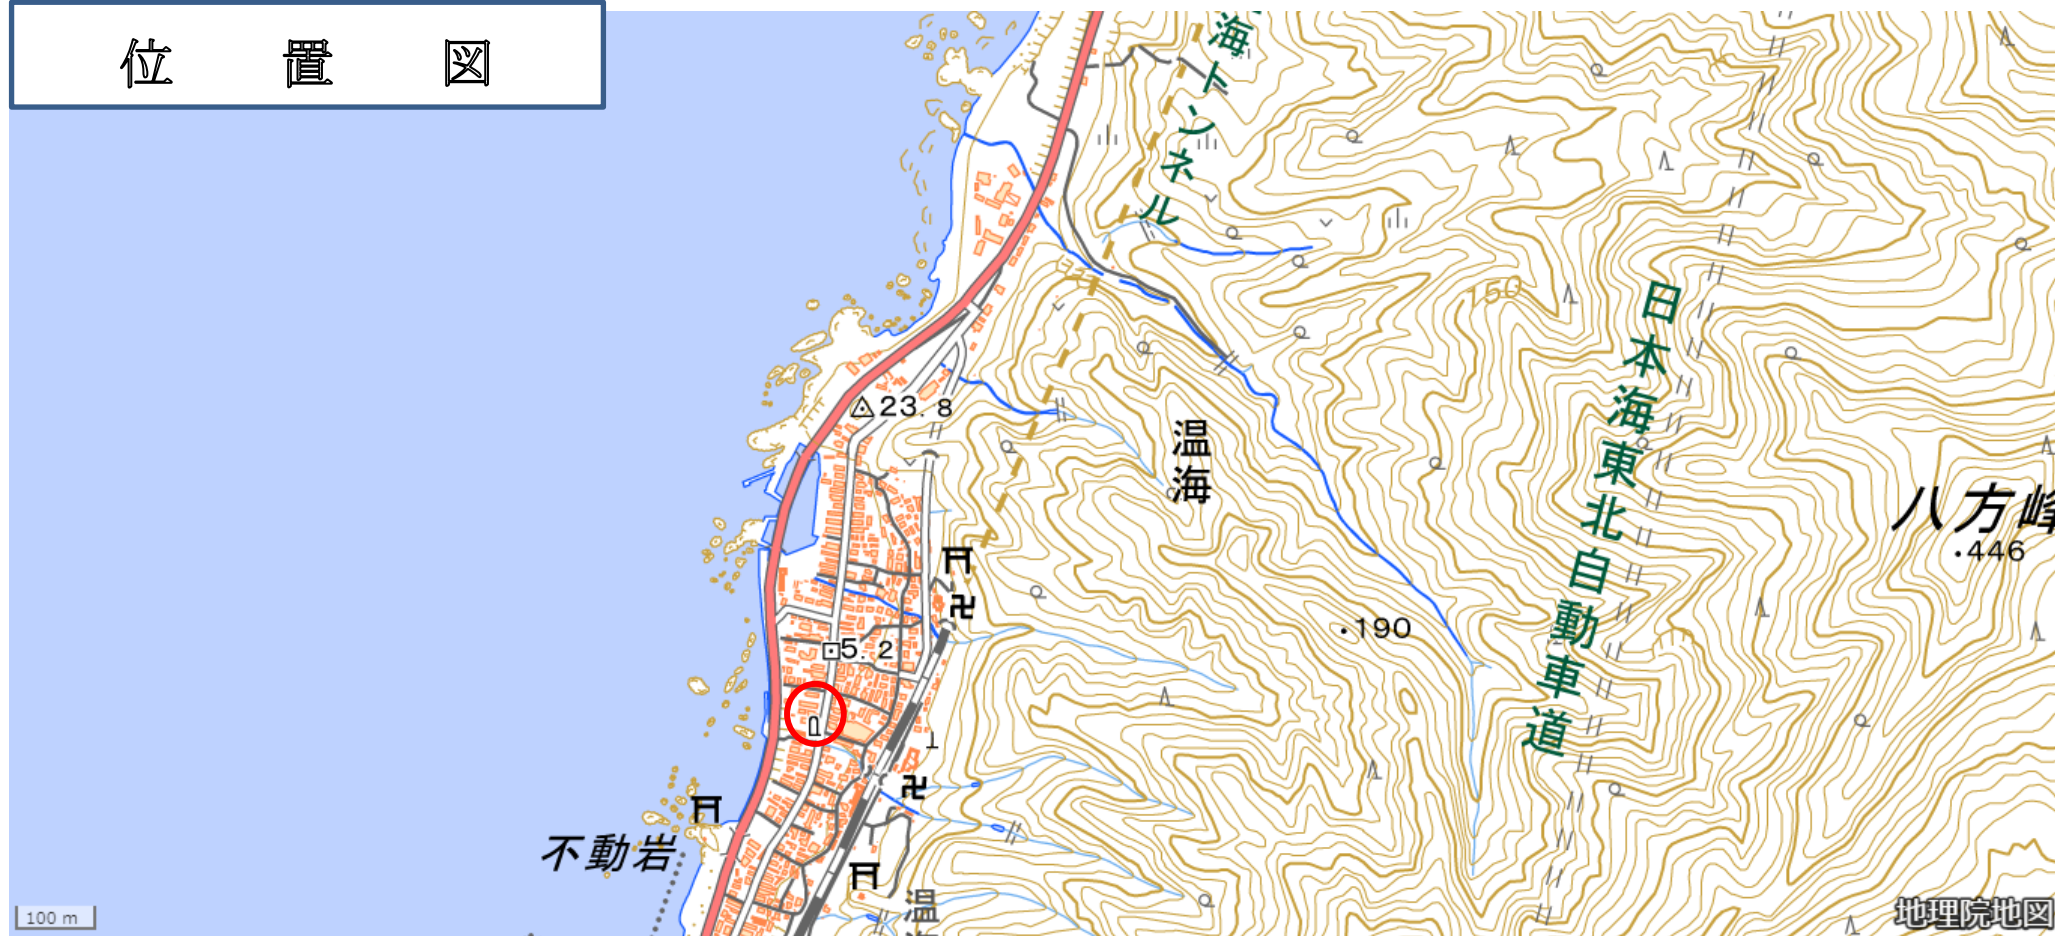 位置図
海トンネル
150
日本海東北自動車道
23.8
温海
八方峰
・446
・190
5.2
不動岩
温
100 m
地理院地図